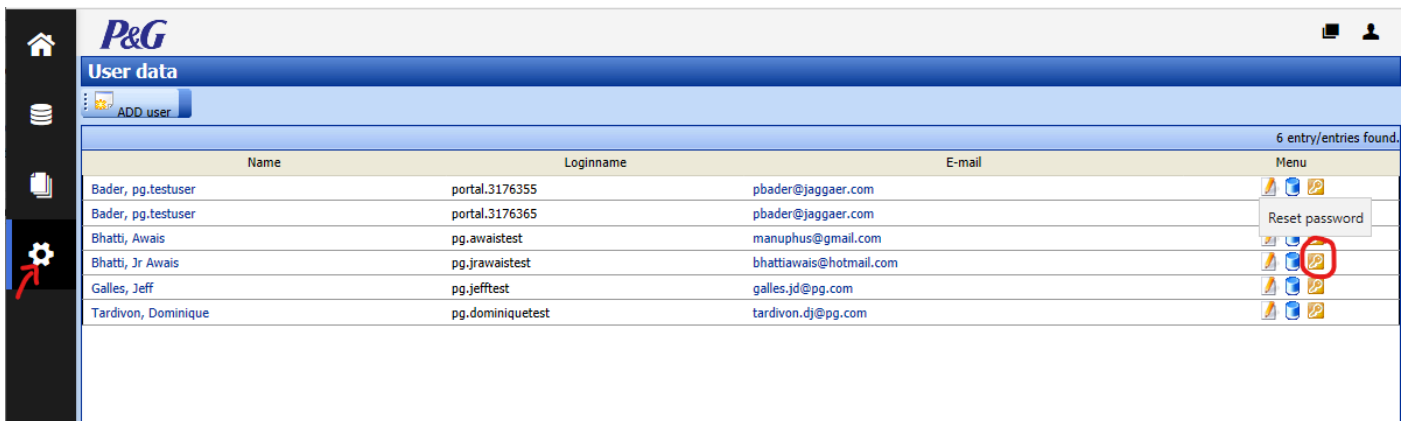 P&G
User data
ADD user
6 entry/entries found.
Name Loginname E-mail Menu
Bader, pg.testuser portal.3176355 pbader@jaggaer.com
Bader, pg.testuser portal.3176365 pbader@jaggaer.com
Reset password
Bhatti, Awais pg.awaistest manuphus@gmail.com
Bhatti, Jr Awais pg.jrawaistest bhattiawais@hotmail.com
Galles, Jeff pg.jefftest galles.jd@pg.com
Tardivon, Dominique pg.dominiquetest tardivon.dj@pg.com